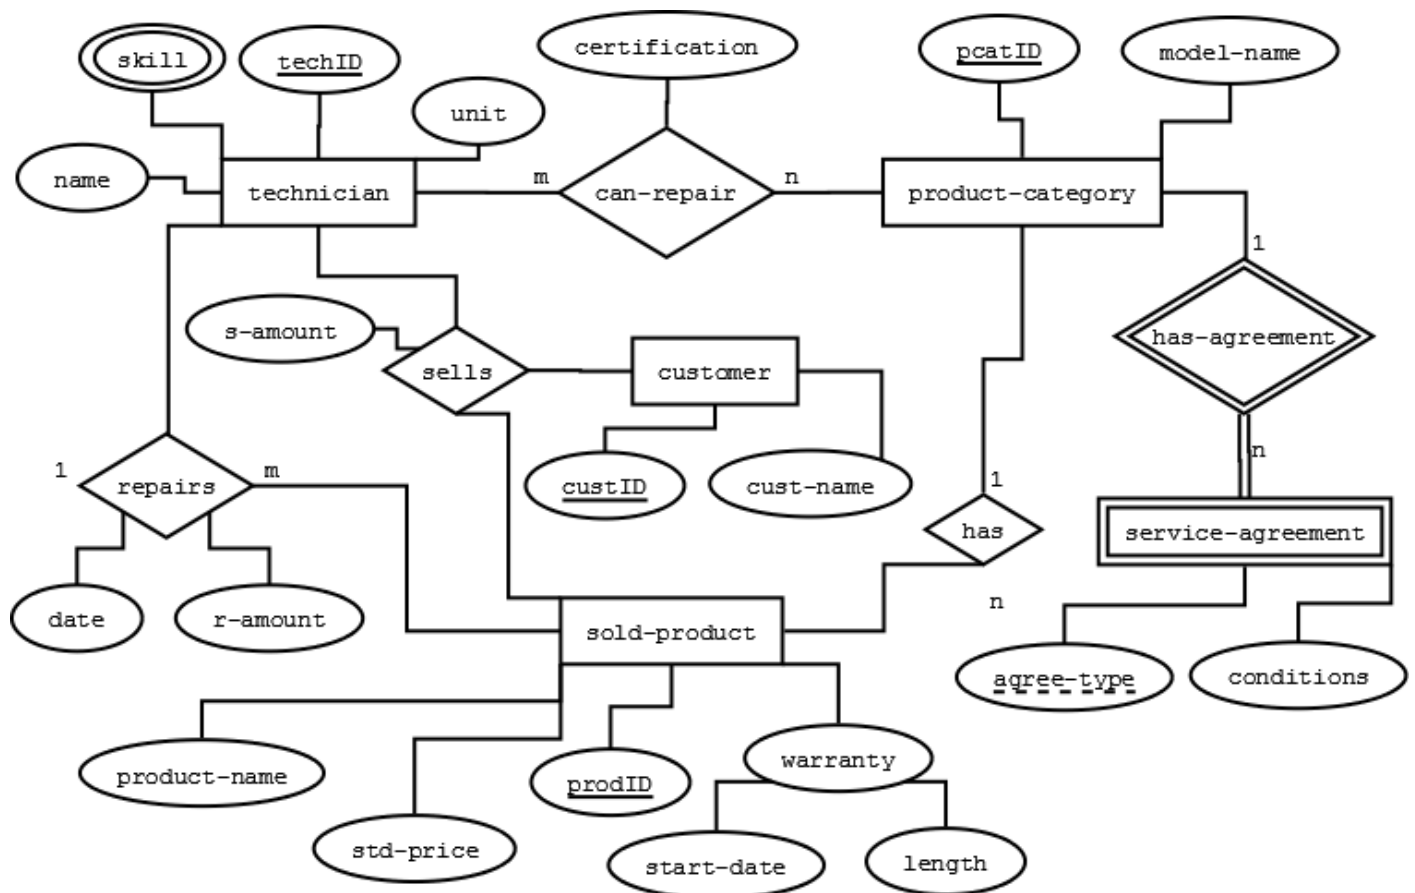 skill
techID
certification
pcatID
model-name
unit
name
technician
m
can-repair
n
product-category
1
s-amount
sells
customer
has-agreement
1
repairs
m
custID
cust-name
1
n
has
service-agreement
date
r-amount
n
sold-product
agree-type
conditions
product-name
prodID
warranty
std-price
start-date
length